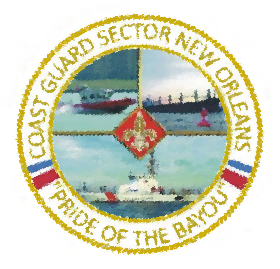 COAST GUARD SECTOR NEW ORLEANS
"PRIDE OF THE BAYOU"